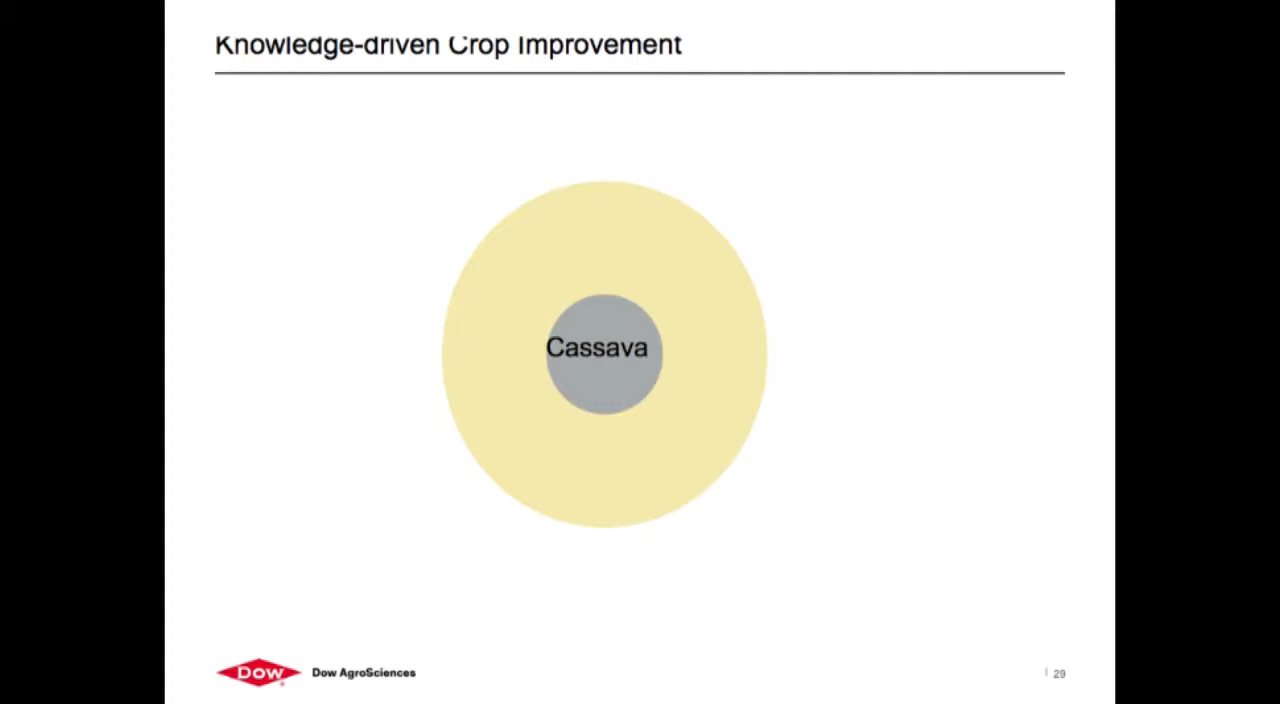 Knowledge-driven Crop Improvement
Cassava
Dow Dow AgroSciences
| 29